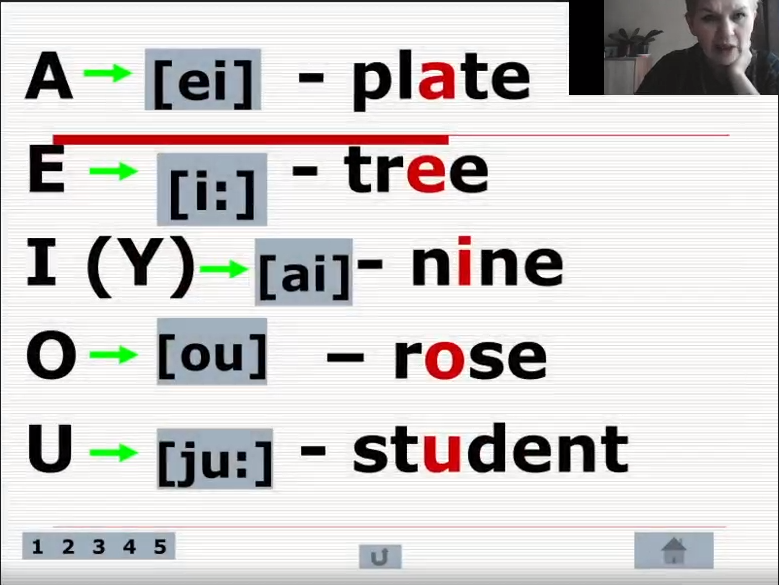 A [ei] - plate
E [i:] - tree
I (Y) [ai] - nine
O [ou] – rose
U [ju:] - student
1 2 3 4 5